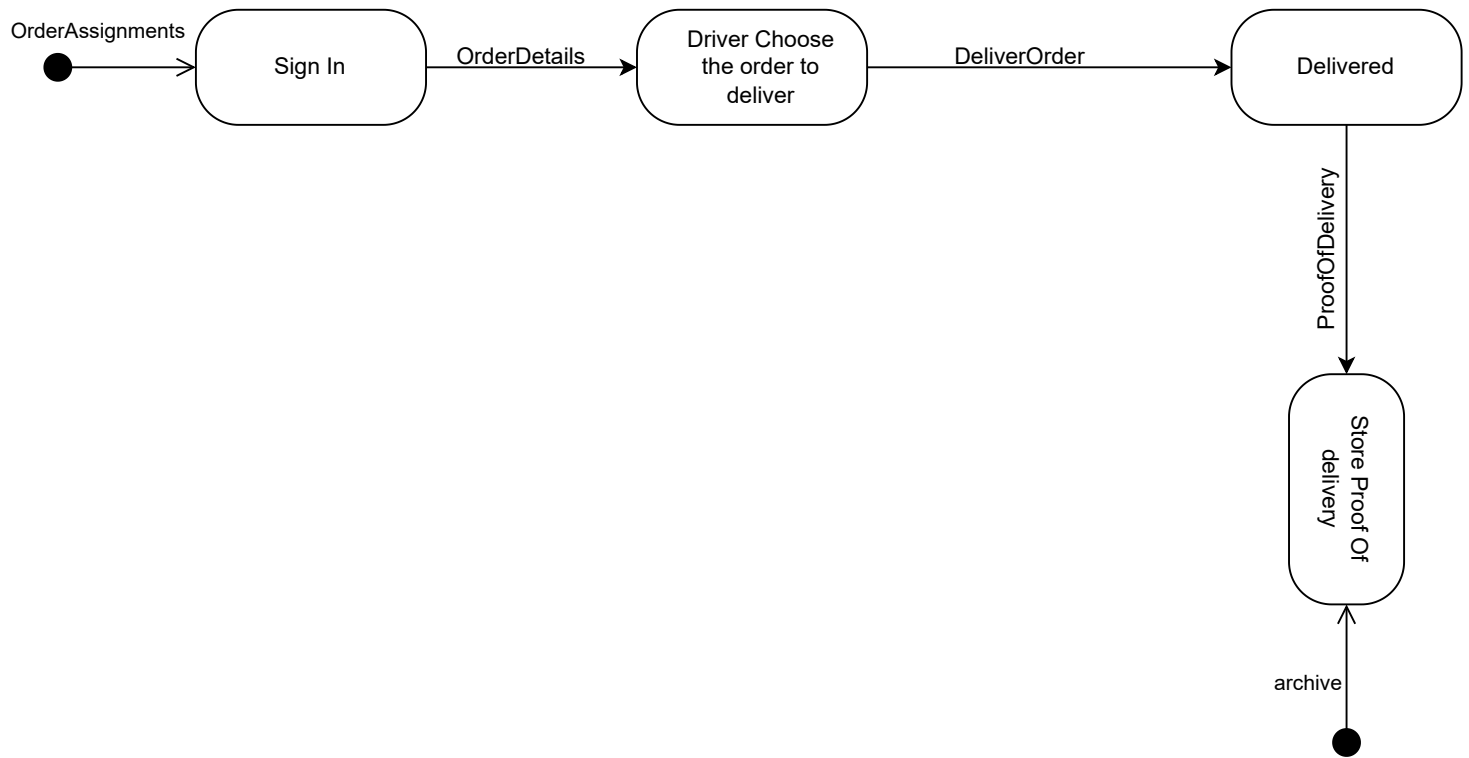 OrderAssignments
Sign In
OrderDetails
Driver Choose
the order to
deliver
DeliverOrder
Delivered
ProofOfDelivery
Store Proof Of
delivery
archive